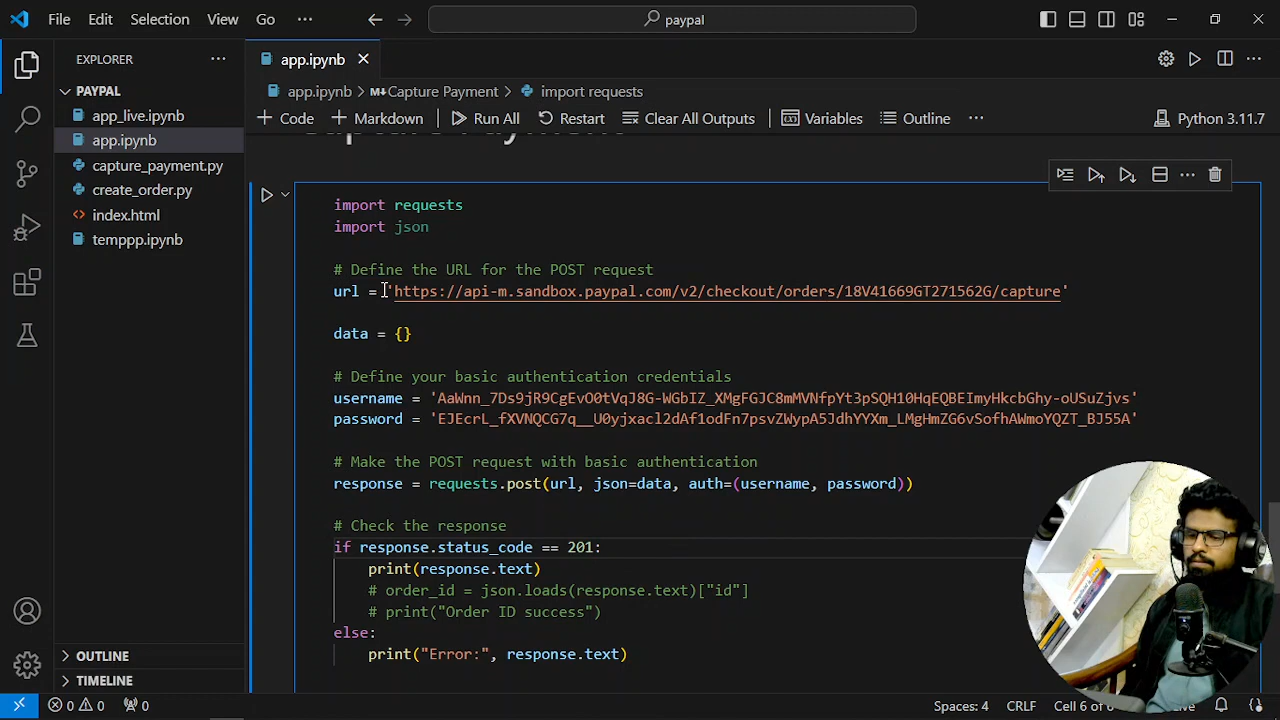 File Edit Selection View Go ··· paypal
EXPLORER ···
app.ipynb
PAYPAL
app_live.ipynb
app.ipynb
capture_payment.py
create_order.py
index.html
temppp.ipynb
OUTLINE
TIMELINE
app.ipynb > Capture Payment > import requests
+ Code + Markdown Run All Restart Clear All Outputs Variables Outline ··· Python 3.11.7
import requests
import json
# Define the URL for the POST request
url = 'https://api-m.sandbox.paypal.com/v2/checkout/orders/18V41669GT271562G/capture'
data = {}
# Define your basic authentication credentials
username = 'AaWnn_7Ds9jR9CgEvO0tVqJ8G-WGbIZ_XMgFGJC8mMVNfpYt3pSQH10HqEQBEImyHkcbGhy-oUSuZjvs'
password = 'EJEcrL_fXVNQCG7q__U0yjxacl2dAf1odFn7psvZWypA5JdhYYXm_LMgHmZG6vSofhAWmoYQZT_BJ55A'
# Make the POST request with basic authentication
response = requests.post(url, json=data, auth=(username, password))
# Check the response
if response.status_code == 201:
print(response.text)
# order_id = json.loads(response.text)["id"]
# print("Order ID success")
else:
print("Error:", response.text)
0 0 0 Spaces: 4 CRLF Cell 6 of